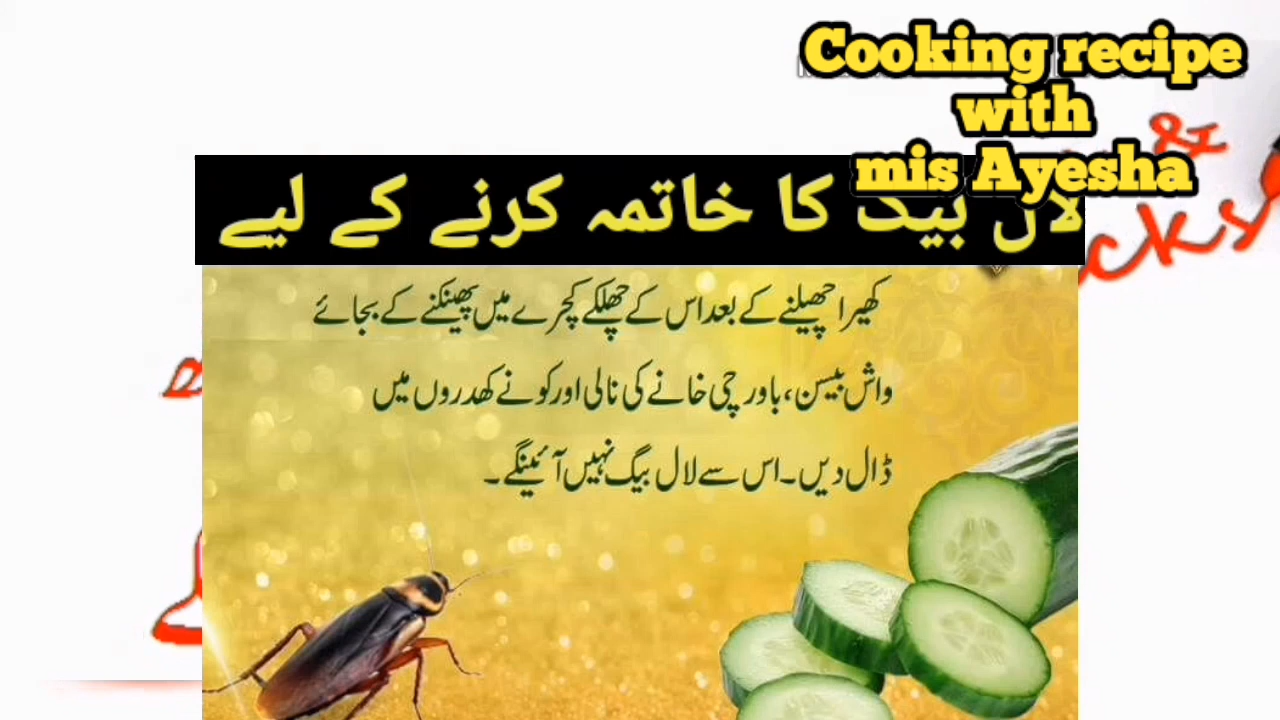 Cooking recipe
with
mis Ayesha
لال بیگ کا خاتمہ کرنے کے لیے
کھیرا چھیلنے کے بعد اس کے چھلکے کچرے میں پھینکنے کے بجائے
واش بیسن، باورچی خانے کی نالی اور کونے کھدروں میں
ڈال دیں۔ اس سے لال بیگ نہیں آئینگے۔